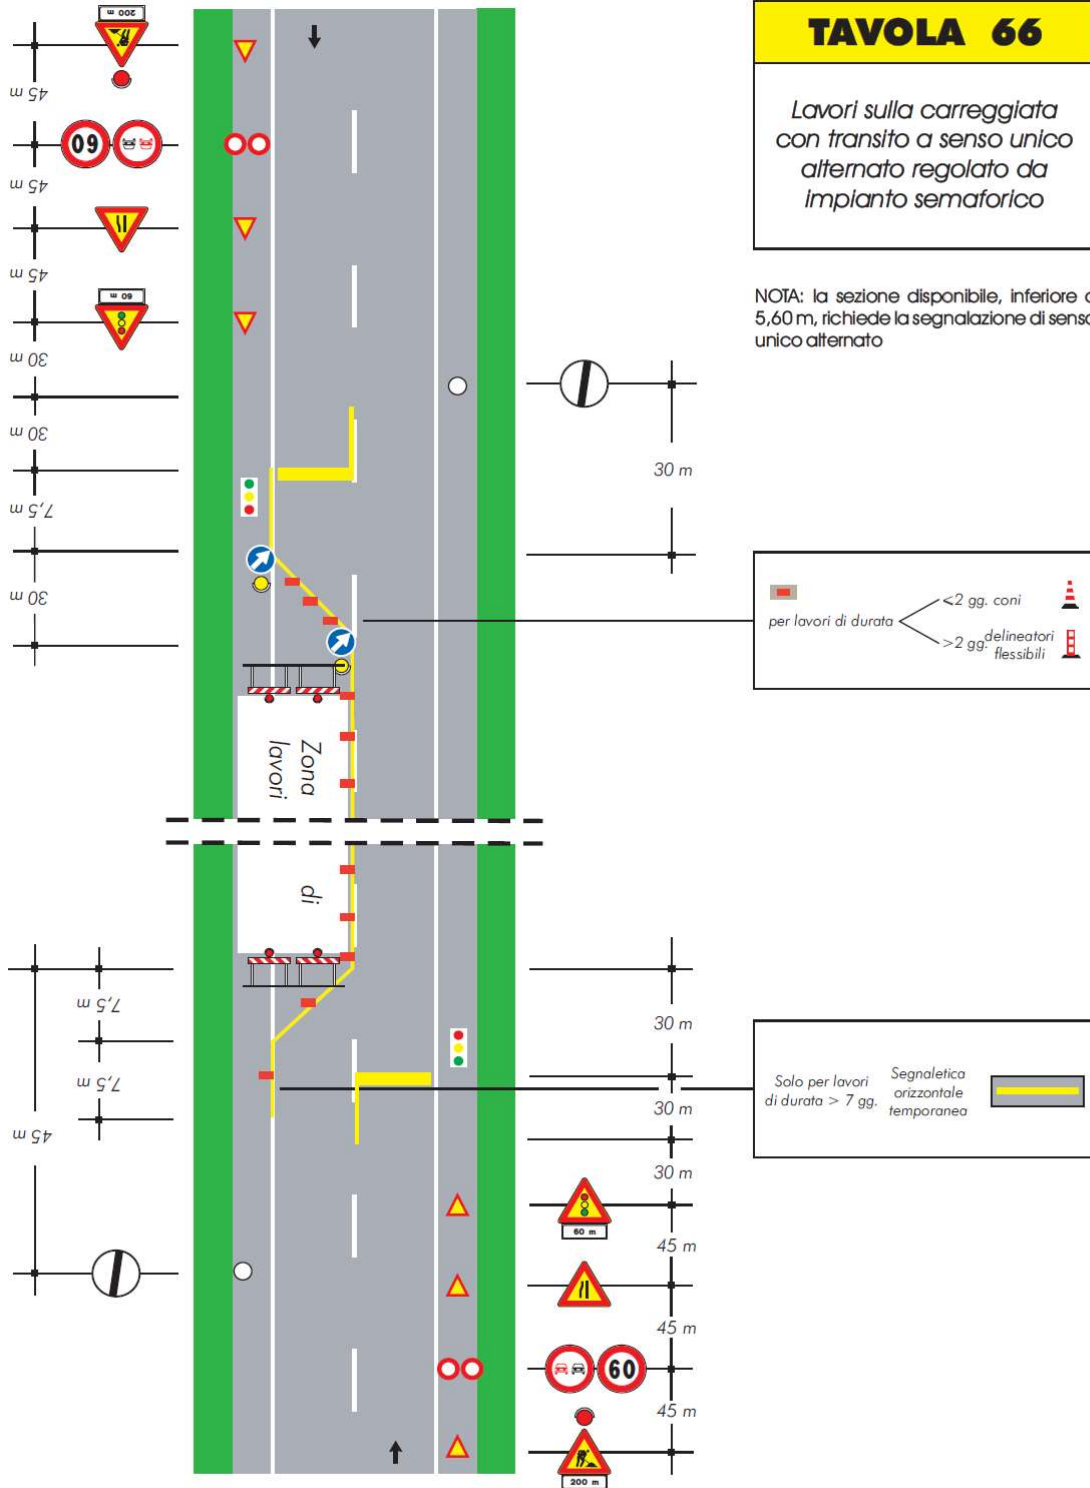 TAVOLA 66
Lavori sulla carreggiata
con transito a senso unico
alternato regolato da
impianto semaforico
NOTA: la sezione disponibile, inferiore a
5,60 m, richiede la segnalazione di senso
unico alternato
200 m
45 m
60
45 m
45 m
60 m
30 m
30 m
7,5 m
30 m
30 m
per lavori di durata
<2 gg. coni
>2 gg. delineatori
flessibili
Zona
lavori
di
7,5 m
7,5 m
45 m
30 m
30 m
30 m
Solo per lavori
di durata > 7 gg.
Segnaletica
orizzontale
temporanea
60 m
45 m
45 m
60
45 m
200 m